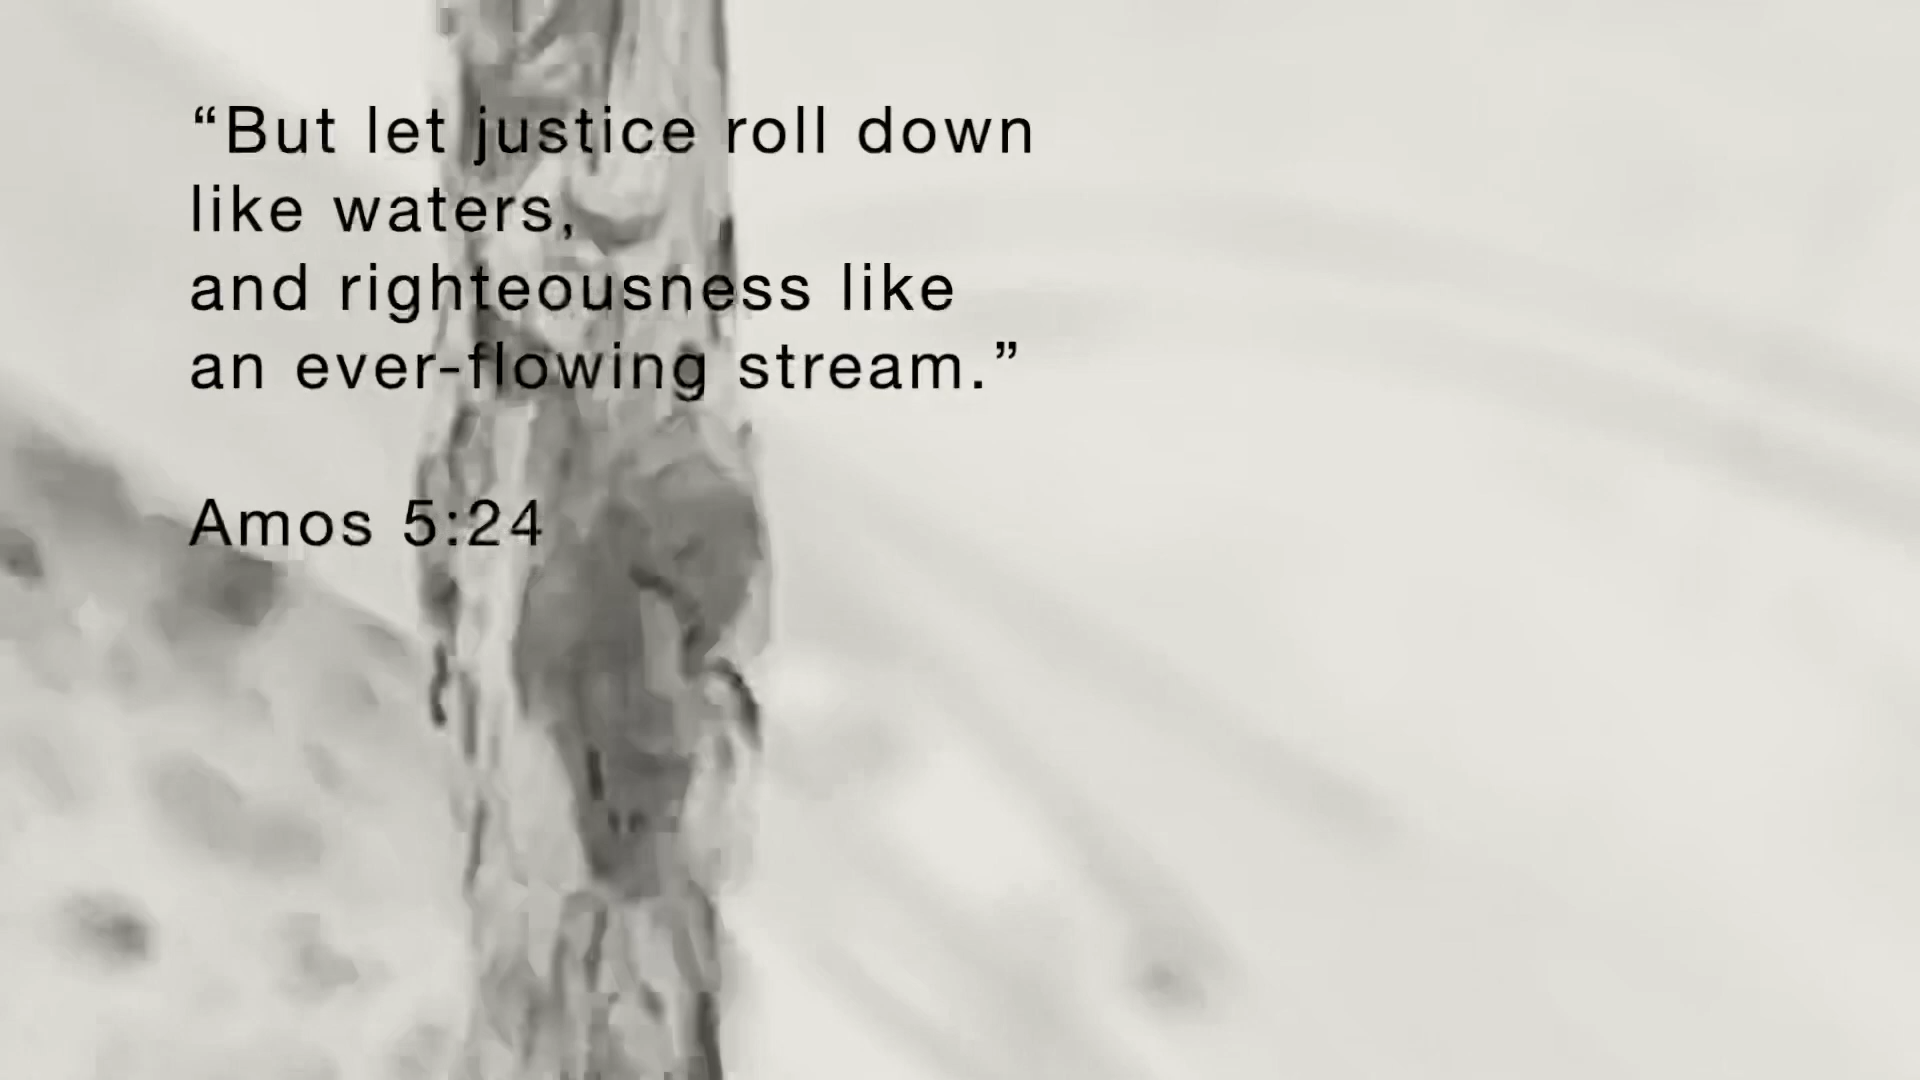 “But let justice roll down
like waters,
and righteousness like
an ever-flowing stream.”
Amos 5:24